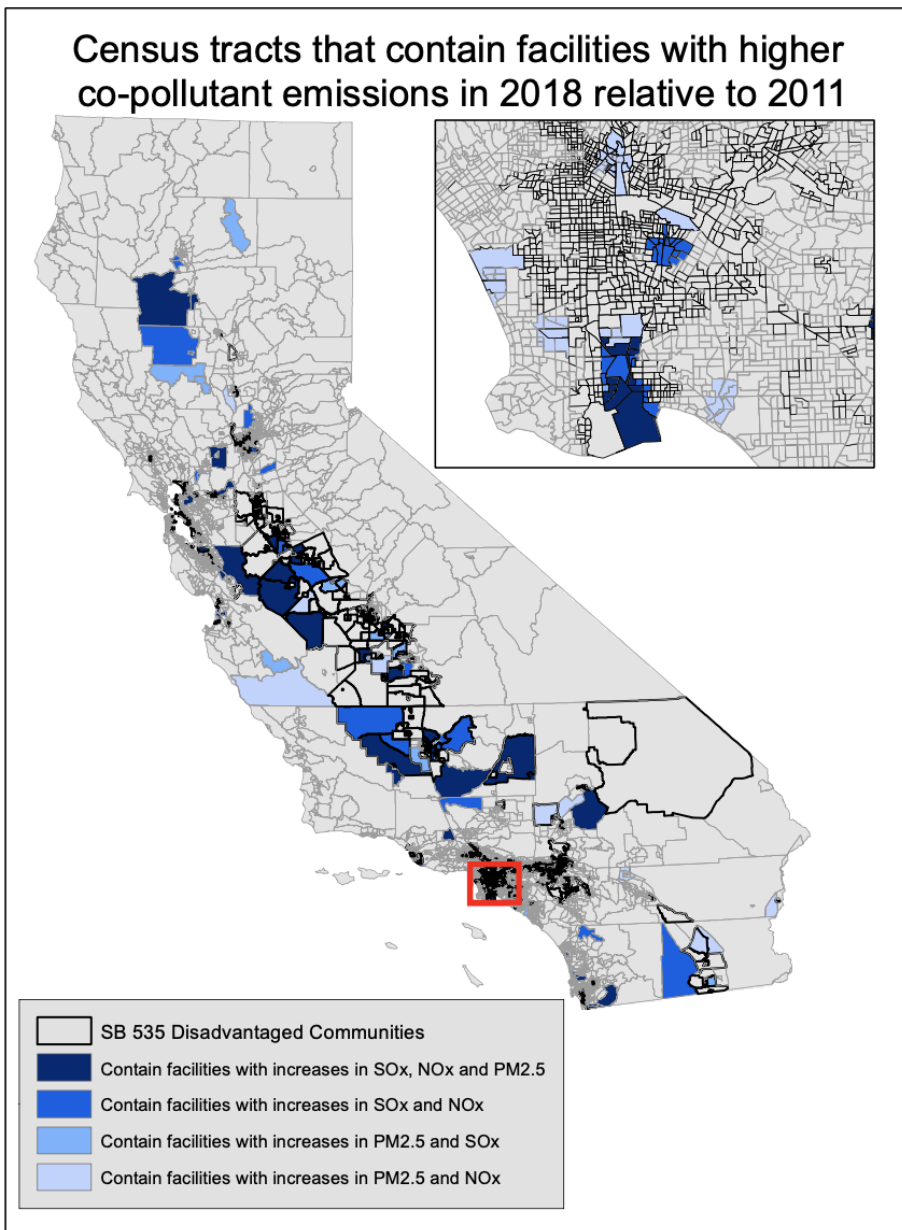 Census tracts that contain facilities with higher
co-pollutant emissions in 2018 relative to 2011
SB 535 Disadvantaged Communities
Contain facilities with increases in SOx, NOx and PM2.5
Contain facilities with increases in SOx and NOx
Contain facilities with increases in PM2.5 and SOx
Contain facilities with increases in PM2.5 and NOx